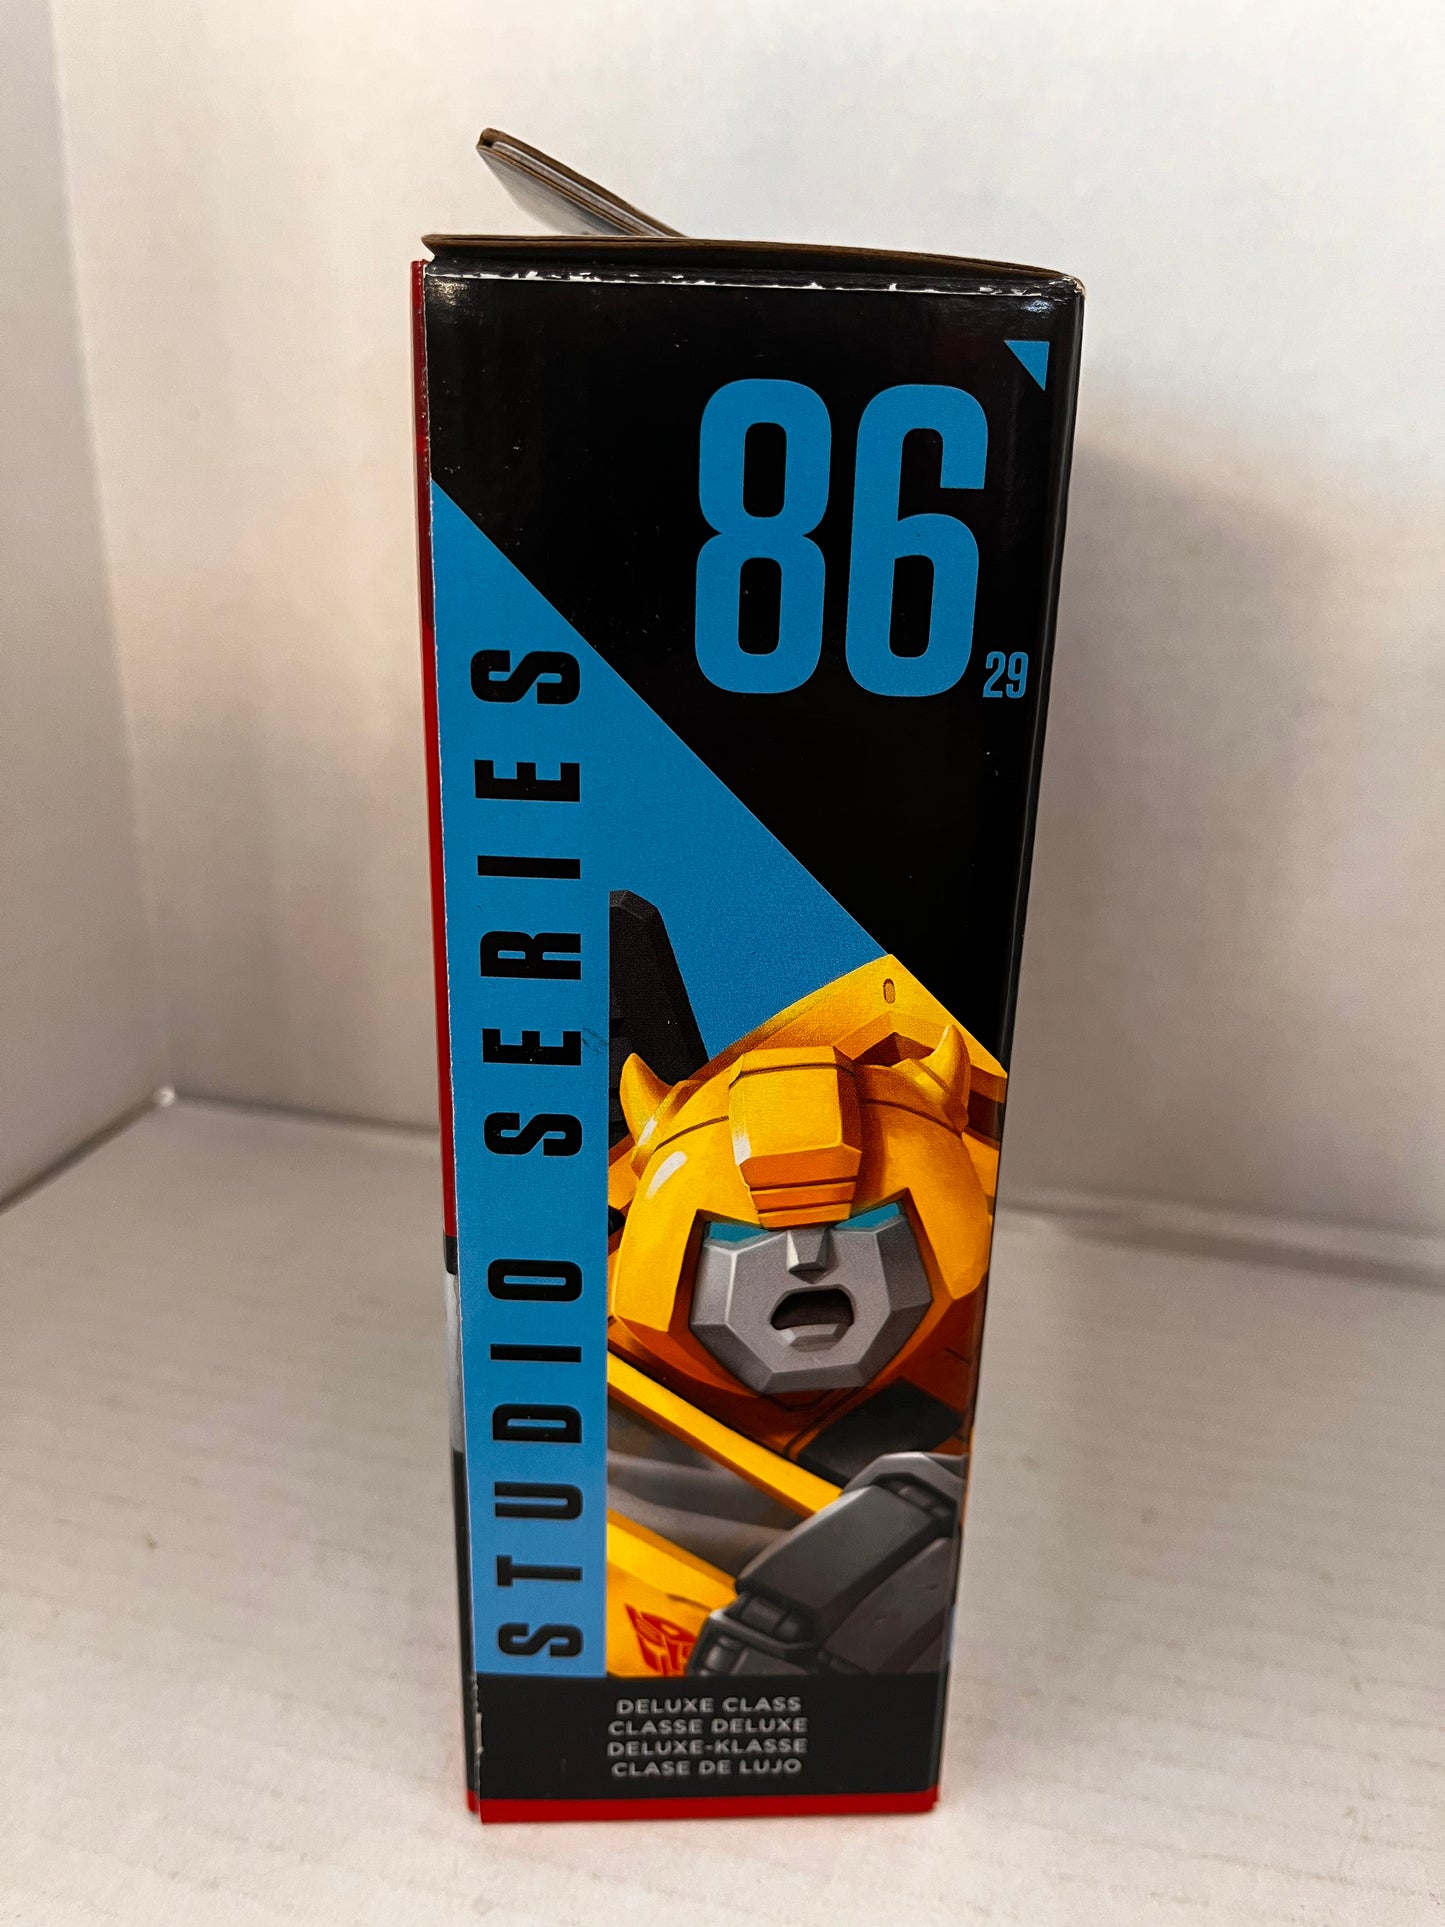 86
29
STUDIO SERIES
DELUXE CLASS
CLASSE DELUXE
DELUXE-KLASSE
CLASE DE LUJO